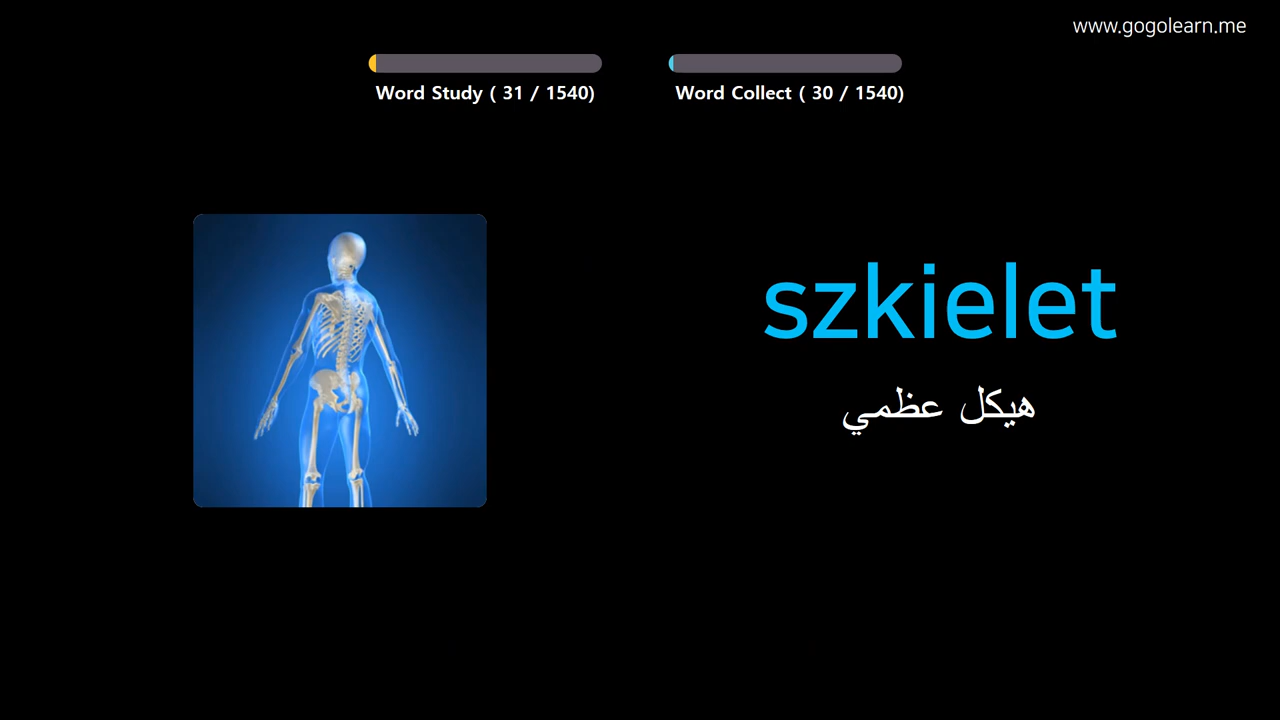 www.gogolearn.me
Word Study ( 31 / 1540)
Word Collect ( 30 / 1540)
szkielet
هيكل عظمي